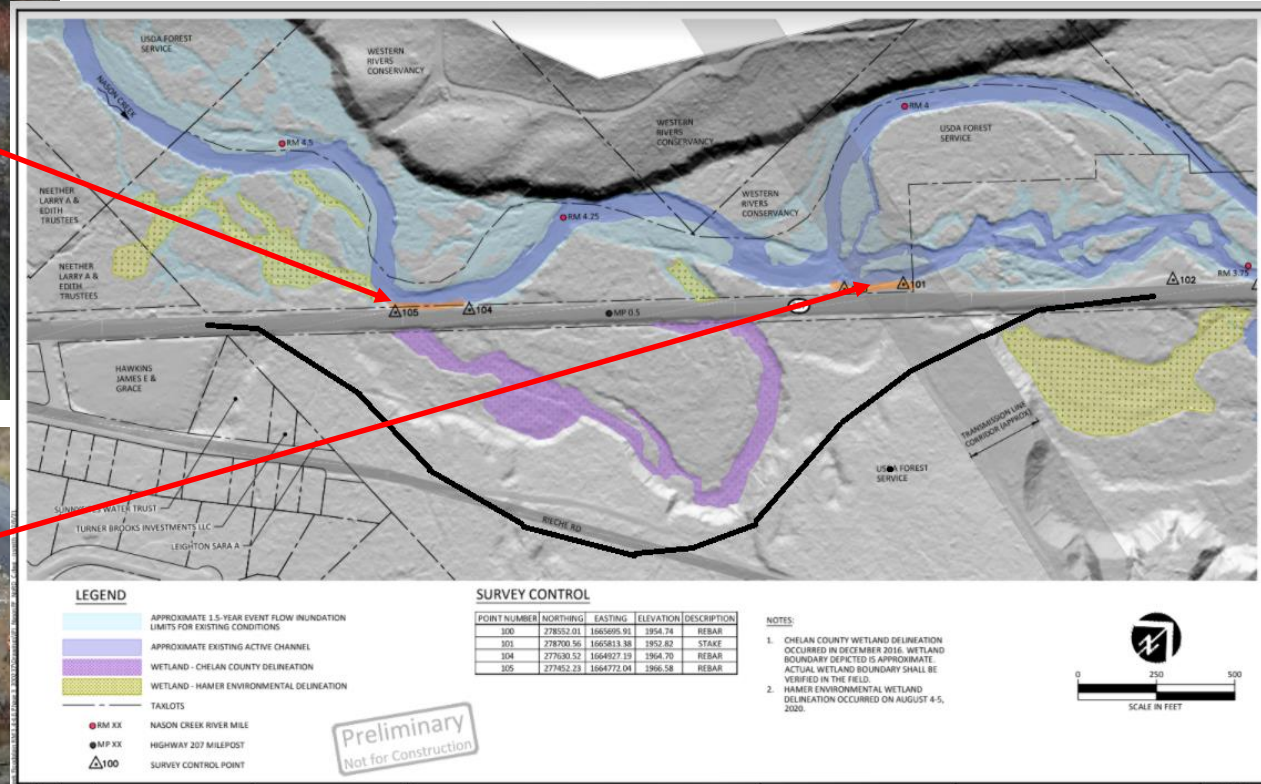 USDA FOREST
SERVICE
WESTERN
RIVERS
CONSERVANCY
NASON CREEK
RM 4.5
WESTERN
RIVERS
CONSERVANCY
RM 4
USDA FOREST
SERVICE
NEETHER
LARRY A &
EDITH
TRUSTEES
WESTERN
RIVERS
CONSERVANCY
RM 4.25
NEETHER
LARRY A &
EDITH
TRUSTEES
105
104
MP 0.5
101
102
RM 3.75
HAWKINS
JAMES E &
GRACE
TRANSMISSION LINE
CORRIDOR (APPROX)
USDA FOREST
SERVICE
WATER TRUST
TURNER BROOKS INVESTMENTS LLC
LEIGHTON SARA A
RIECHE RD
LEGEND
APPROXIMATE 1.5-YEAR EVENT FLOW INUNDATION
LIMITS FOR EXISTING CONDITIONS
APPROXIMATE EXISTING ACTIVE CHANNEL
WETLAND - CHELAN COUNTY DELINEATION
WETLAND - HAMER ENVIRONMENTAL DELINEATION
TAXLOTS
RM XX NASON CREEK RIVER MILE
MP XX HIGHWAY 207 MILEPOST
100 SURVEY CONTROL POINT
Preliminary
Not for Construction
SURVEY CONTROL
POINT NUMBER NORTHING EASTING ELEVATION DESCRIPTION
100 278552.01 1665695.91 1954.74 REBAR
101 278700.56 1665813.38 1952.82 STAKE
104 277630.52 1664927.19 1964.70 REBAR
105 277452.23 1664772.04 1966.58 REBAR
NOTES:
1. CHELAN COUNTY WETLAND DELINEATION
OCCURRED IN DECEMBER 2016. WETLAND
BOUNDARY DEPICTED IS APPROXIMATE.
ACTUAL WETLAND BOUNDARY SHALL BE
VERIFIED IN THE FIELD.
2. HAMER ENVIRONMENTAL WETLAND
DELINEATION OCCURRED ON AUGUST 4-5,
2020.
0 250 500
SCALE IN FEET